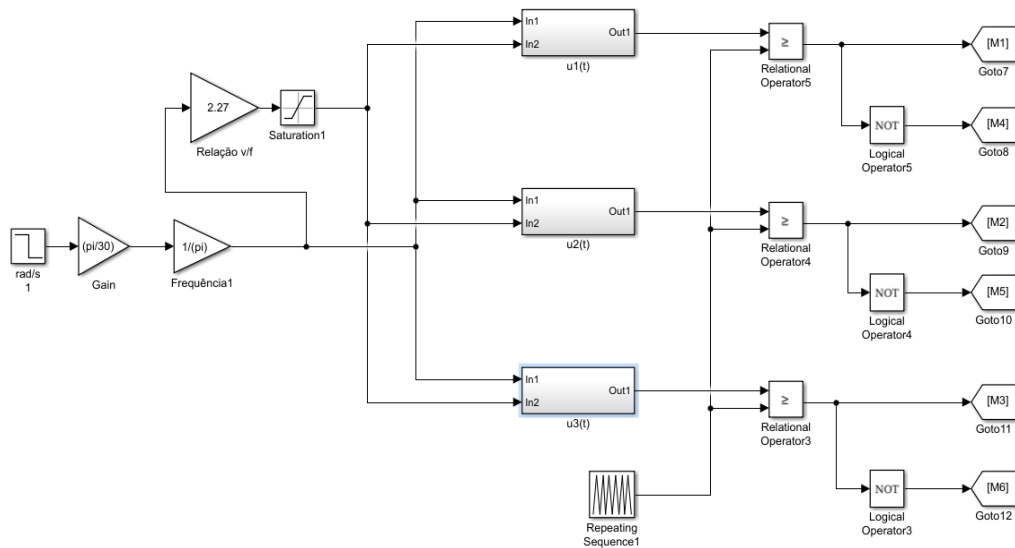 In1
In2
Out1
u1(t)
≥
Relational
Operator5
[M1]
Goto7
2.27
Relação v/f
Saturation1
NOT
Logical
Operator5
[M4]
Goto8
In1
In2
Out1
u2(t)
≥
Relational
Operator4
[M2]
Goto9
rad/s
1
(pi/30)
Gain
1/(pi)
Frequência1
NOT
Logical
Operator4
[M5]
Goto10
In1
In2
Out1
u3(t)
≥
Relational
Operator3
[M3]
Goto11
Repeating
Sequence1
NOT
Logical
Operator3
[M6]
Goto12